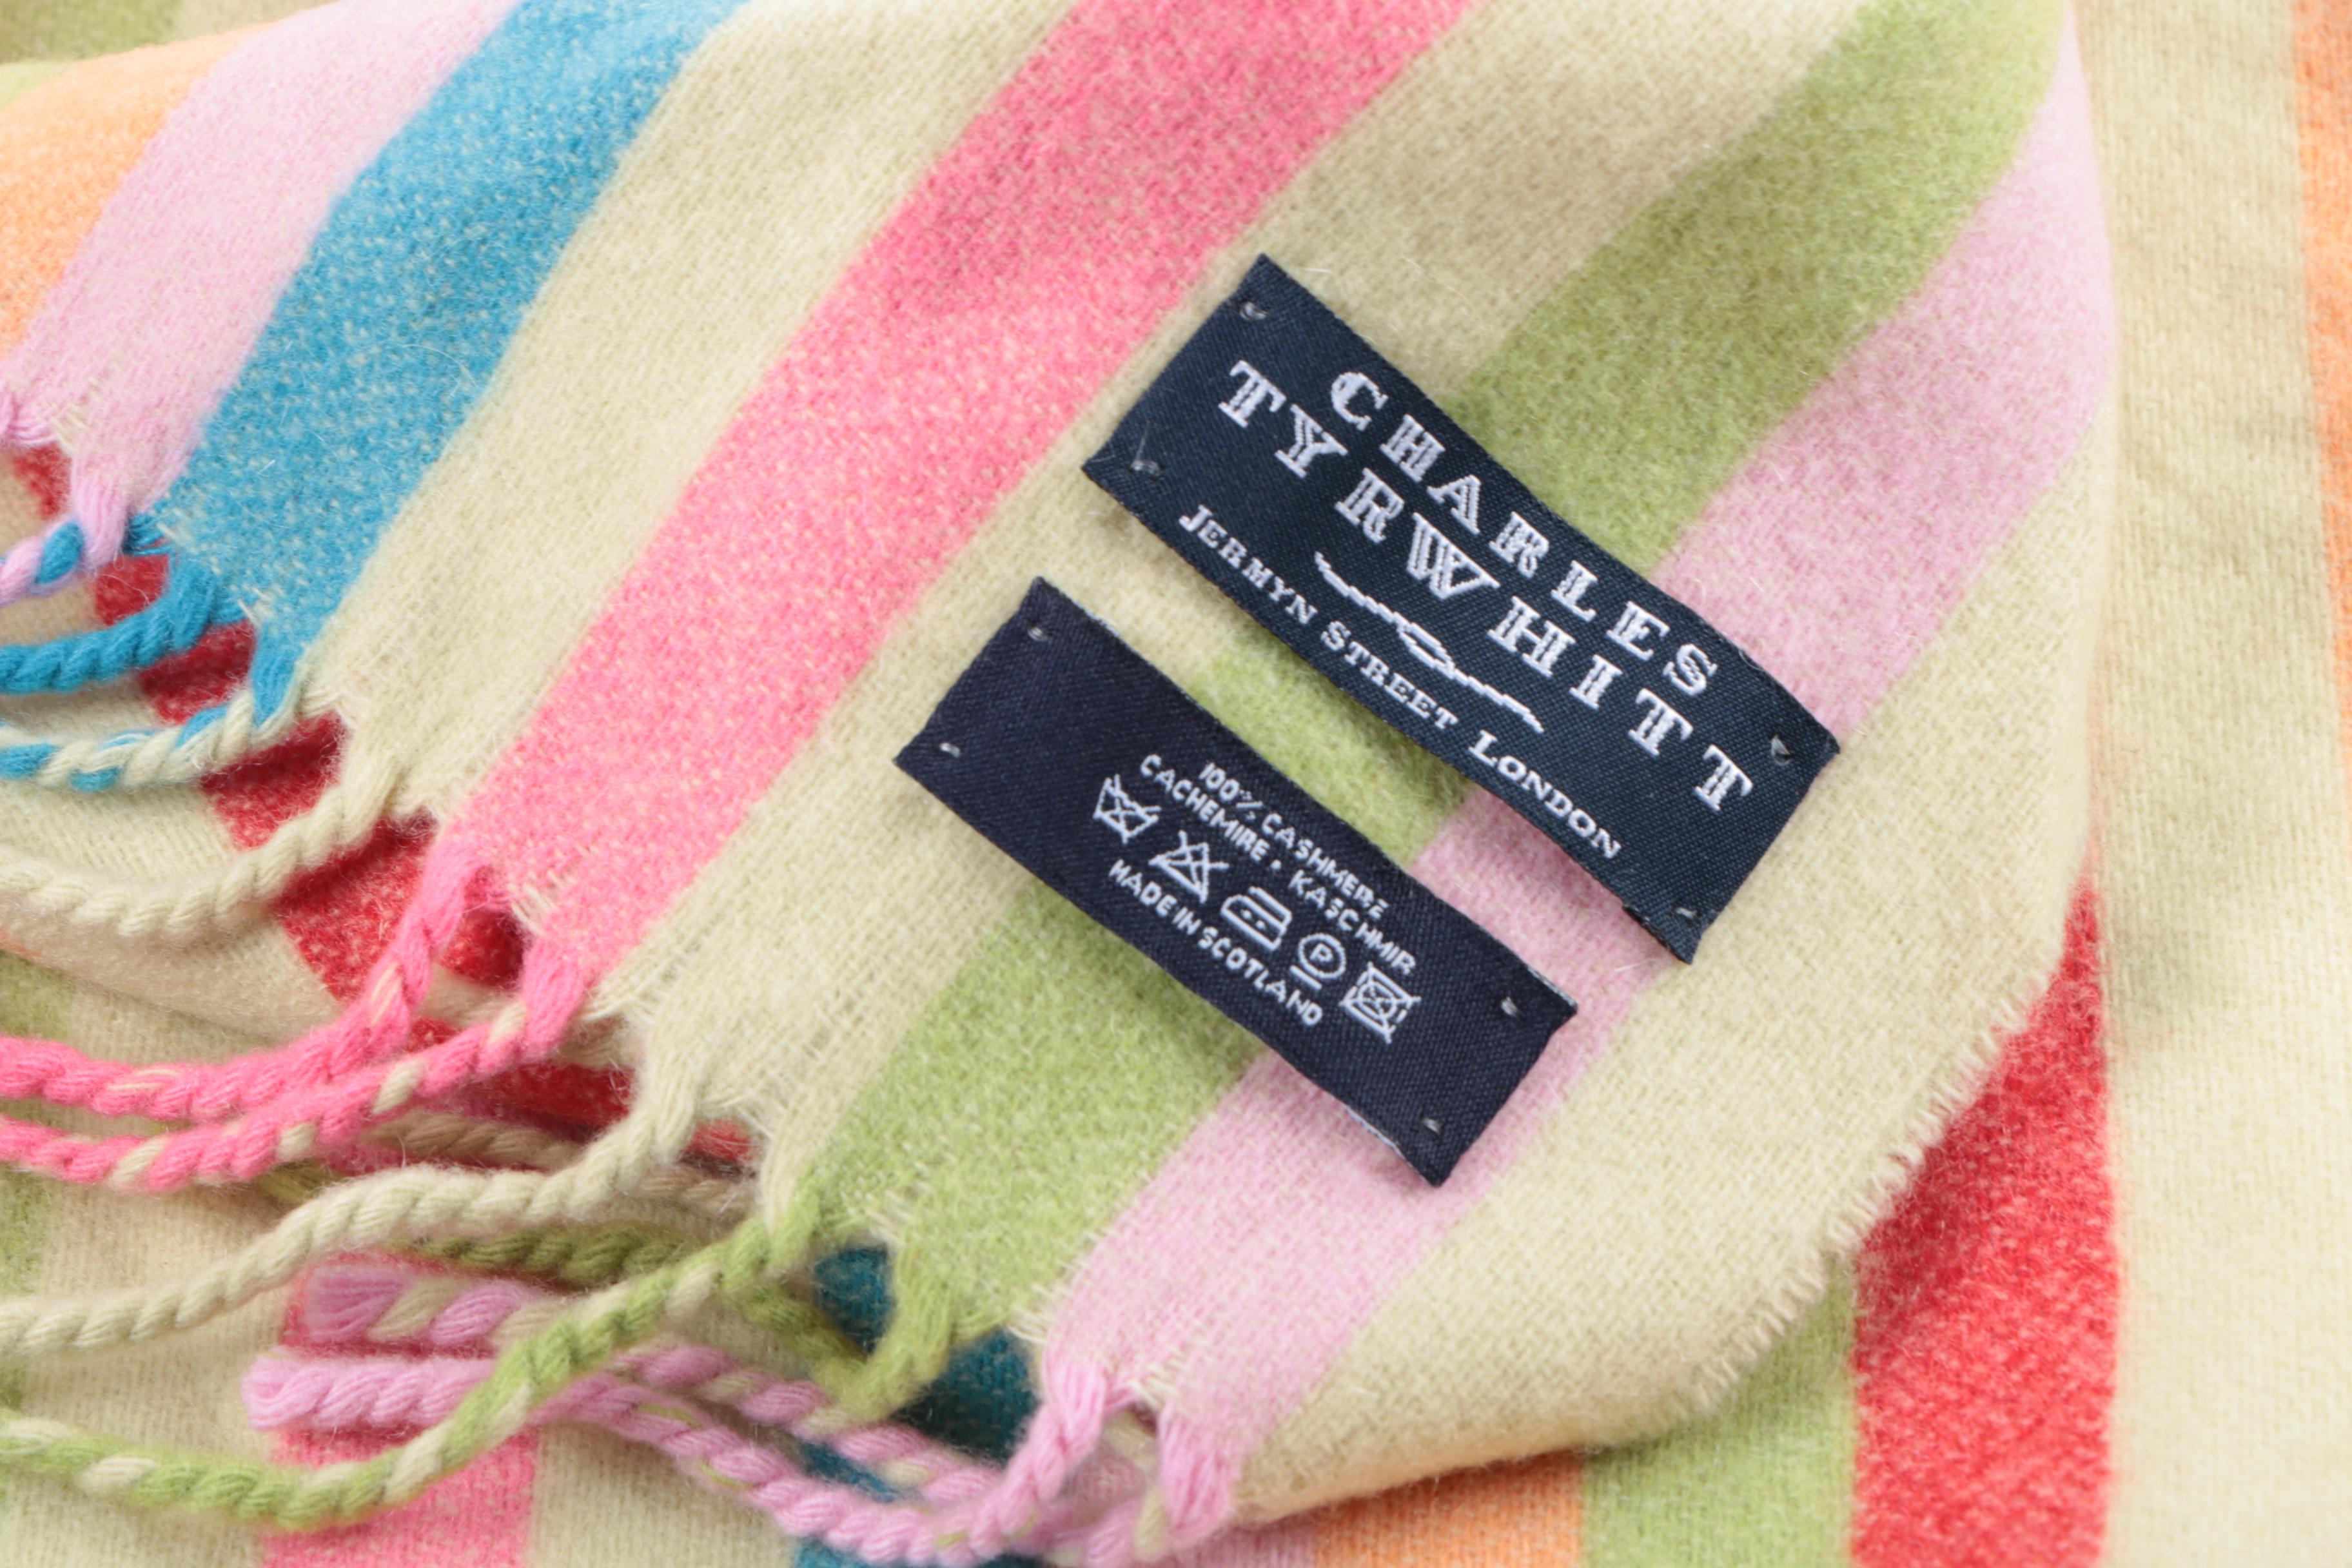 CHARLES
TYRWHITT
JERMYN STREET LONDON
100% CASHMERE
CACHEMIRE • KASCHMIR
P
MADE IN SCOTLAND